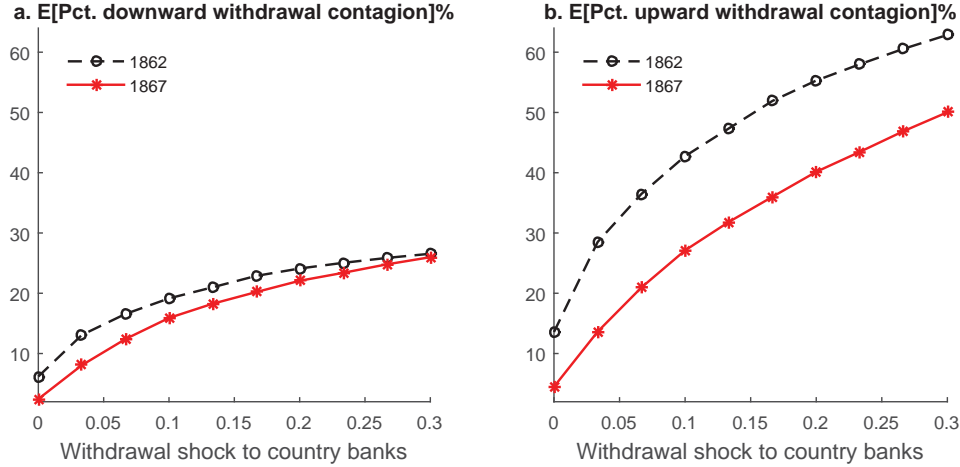 a. E[Pct. downward withdrawal contagion]%
1862
1867
60
50
40
30
20
10
0 0.05 0.1 0.15 0.2 0.25 0.3
Withdrawal shock to country banks
b. E[Pct. upward withdrawal contagion]%
1862
1867
60
50
40
30
20
10
0 0.05 0.1 0.15 0.2 0.25 0.3
Withdrawal shock to country banks